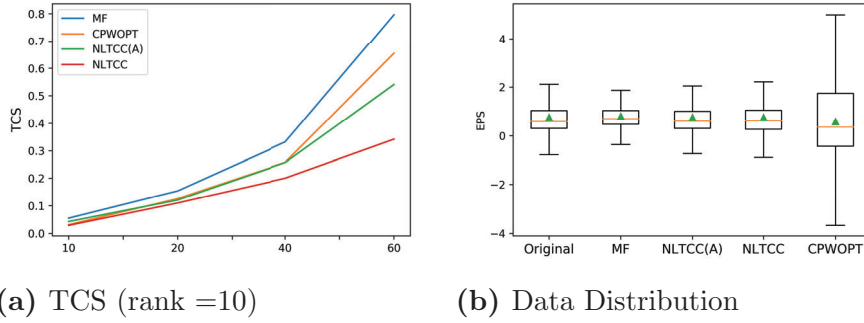 0.8
0.7
0.6
0.5
0.4
0.3
0.2
0.1
0.0
TCS
MF
CPWOPT
NLTCC(A)
NLTCC
10
20
40
60
4
2
0
−2
−4
EPS
Original
MF
NLTCC(A)
NLTCC
CPWOPT
(a) TCS (rank =10)
(b) Data Distribution